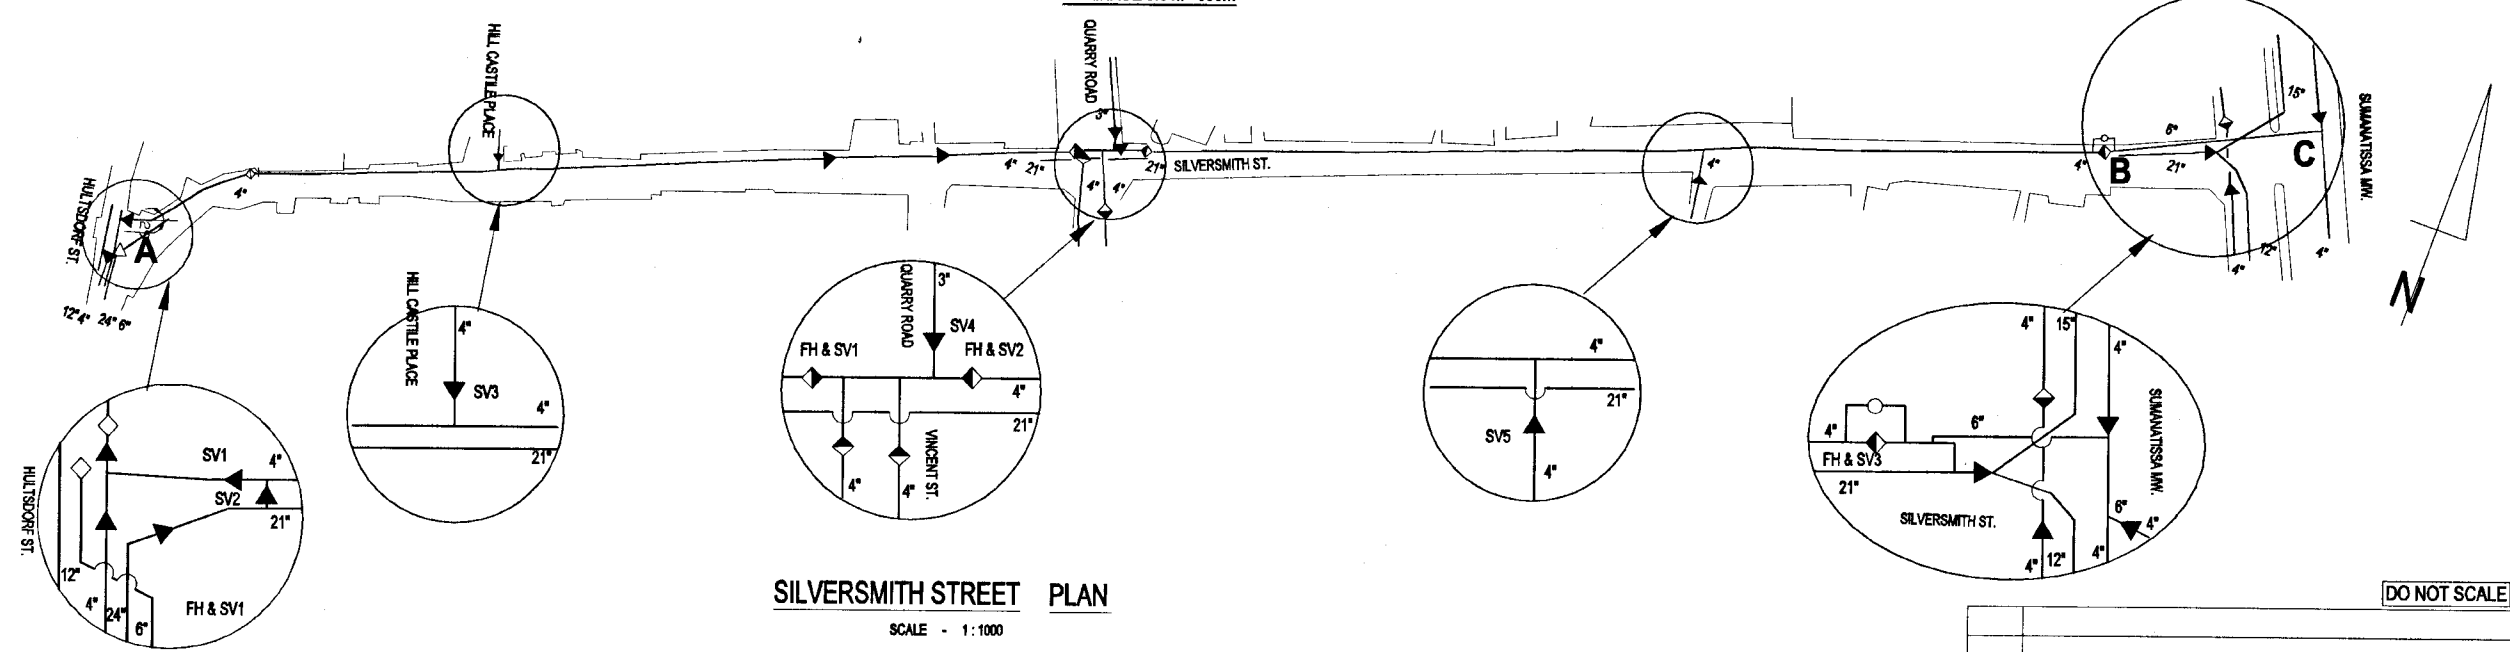 HILL CASTILE PLACE
QUARRY ROAD
3"
15"
SUMANATISSA MW.
6"
C
4"
4"
21"
4"
4"
21"
SILVERSMITH ST.
4"
4"
B
21"
4"
HULTSDORF ST.
A
12"
4"
24"
6"
4"
12"
4"
N
HULTSDORF ST.
SV1
4"
SV2
21"
12"
4"
24"
6"
FH & SV1
HILL CASTILE PLACE
4"
SV3
4"
21"
QUARRY ROAD
3"
SV4
FH & SV1
FH & SV2
4"
21"
VINCENT ST.
4"
4"
4"
21"
SV5
4"
4"
15"
4"
SUMANATISSA MW.
4"
6"
FH & SV3
21"
SILVERSMITH ST.
6"
4"
4"
12"
4"
SILVERSMITH STREET PLAN
SCALE - 1 : 1000
DO NOT SCALE